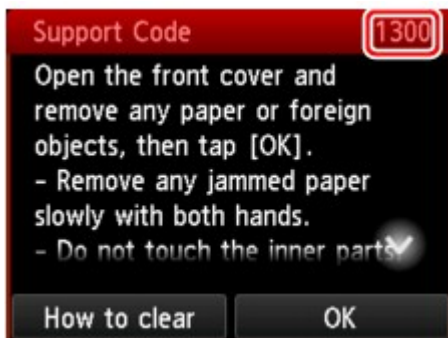 Support Code 1300
Open the front cover and
remove any paper or foreign
objects, then tap [OK].
- Remove any jammed paper
slowly with both hands.
- Do not touch the inner parts
How to clear OK